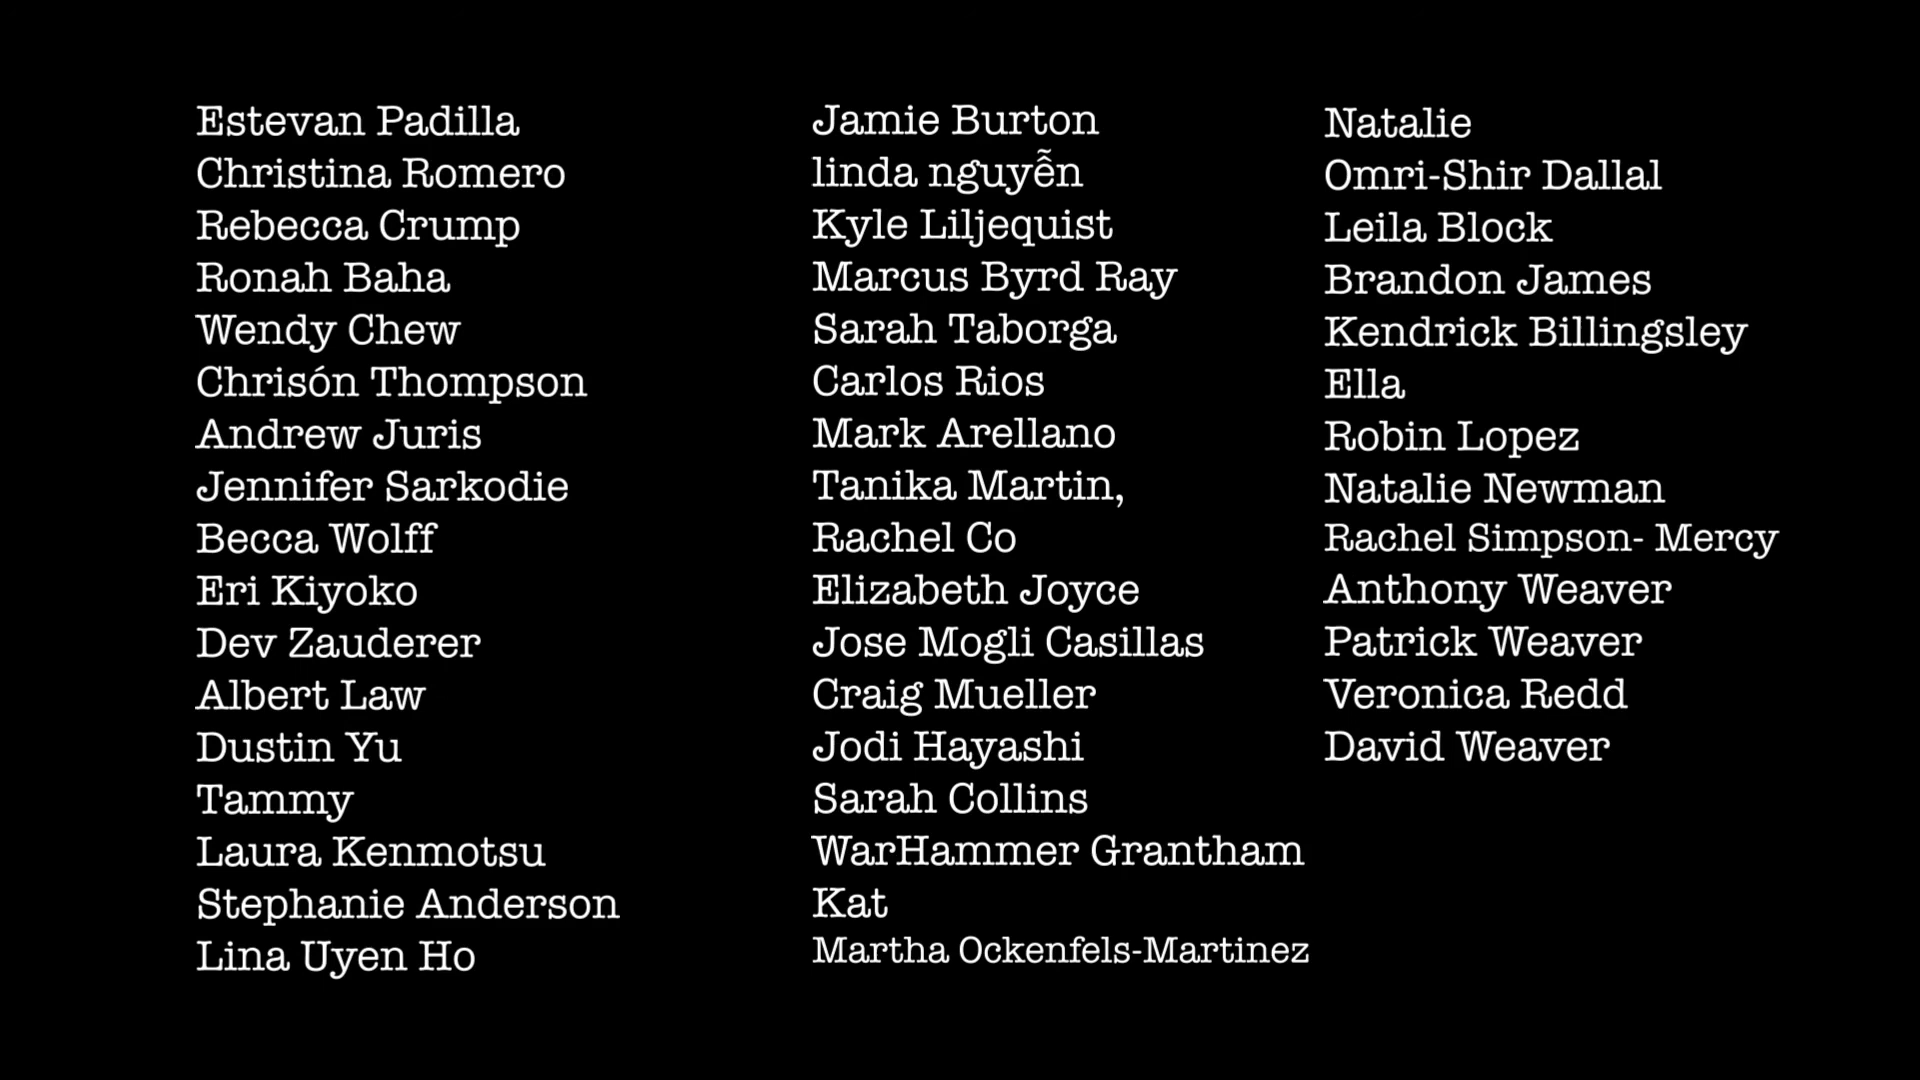 Estevan Padilla
Christina Romero
Rebecca Crump
Ronah Baha
Wendy Chew
Chrisón Thompson
Andrew Juris
Jennifer Sarkodie
Becca Wolff
Eri Kiyoko
Dev Zauderer
Albert Law
Dustin Yu
Tammy
Laura Kenmotsu
Stephanie Anderson
Lina Uyen Ho
Jamie Burton
linda nguyễn
Kyle Liljequist
Marcus Byrd Ray
Sarah Taborga
Carlos Rios
Mark Arellano
Tanika Martin,
Rachel Co
Elizabeth Joyce
Jose Mogli Casillas
Craig Mueller
Jodi Hayashi
Sarah Collins
WarHammer Grantham
Kat
Martha Ockenfels-Martinez
Natalie
Omri-Shir Dallal
Leila Block
Brandon James
Kendrick Billingsley
Ella
Robin Lopez
Natalie Newman
Rachel Simpson- Mercy
Anthony Weaver
Patrick Weaver
Veronica Redd
David Weaver